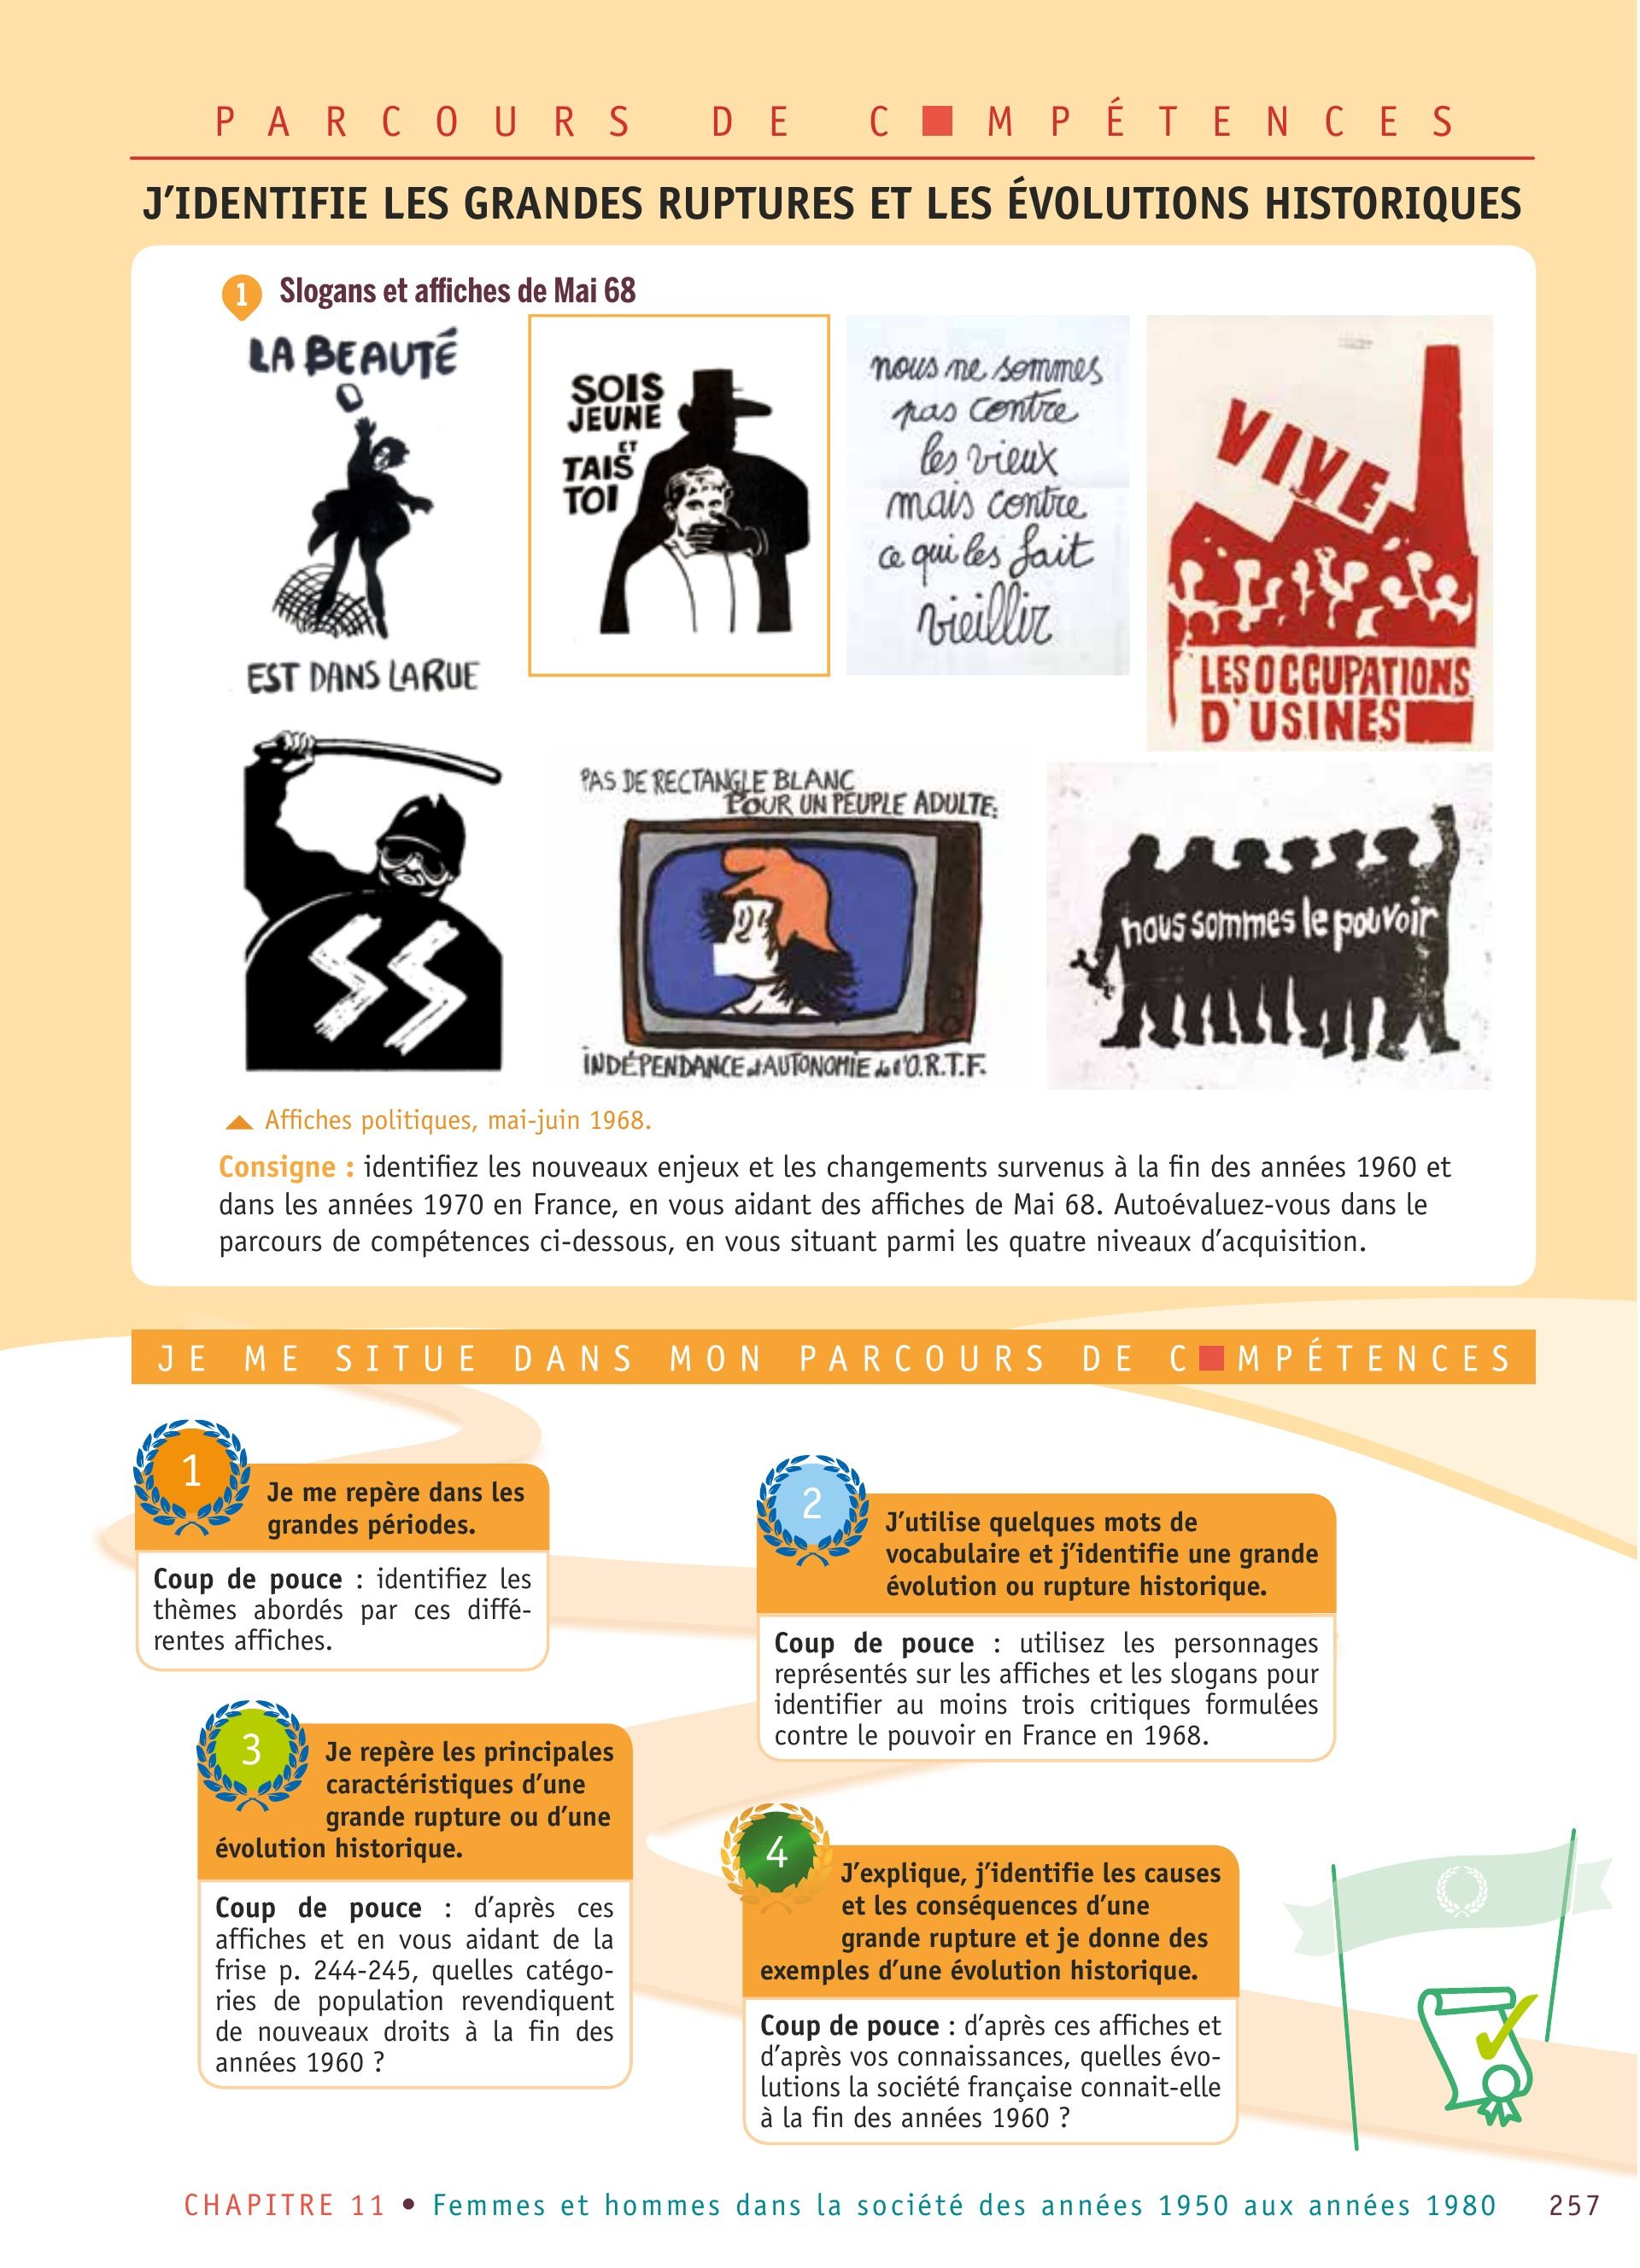 PARCOURS DE C■MPÉTENCES
J'IDENTIFIE LES GRANDES RUPTURES ET LES ÉVOLUTIONS HISTORIQUES
1 Slogans et affiches de Mai 68
LA BEAUTÉ
EST DANS LA RUE
SOIS
JEUNE
ET
TAIS
TOI
nous ne sommes
pas contre
les vieux
mais contre
ce qui les fait
vieillir
VIVE
LES OCCUPATIONS
D'USINES
SS
PAS DE RECTANGLE BLANC
POUR UN PEUPLE ADULTE:
INDÉPENDANCE et AUTONOMIE de l'O.R.T.F.
nous sommes le pouvoir
Affiches politiques, mai-juin 1968.
Consigne : identifiez les nouveaux enjeux et les changements survenus à la fin des années 1960 et
dans les années 1970 en France, en vous aidant des affiches de Mai 68. Autoévaluez-vous dans le
parcours de compétences ci-dessous, en vous situant parmi les quatre niveaux d'acquisition.
JE ME SITUE DANS MON PARCOURS DE C■MPÉTENCES
1
Je me repère dans les
grandes périodes.
Coup de pouce : identifiez les
thèmes abordés par ces diffé-
rentes affiches.
2
J'utilise quelques mots de
vocabulaire et j'identifie une grande
évolution ou rupture historique.
Coup de pouce : utilisez les personnages
représentés sur les affiches et les slogans pour
identifier au moins trois critiques formulées
contre le pouvoir en France en 1968.
3
Je repère les principales
caractéristiques d'une
grande rupture ou d'une
évolution historique.
Coup de pouce : d'après ces
affiches et en vous aidant de la
frise p. 244-245, quelles catégo-
ries de population revendiquent
de nouveaux droits à la fin des
années 1960 ?
4
J'explique, j'identifie les causes
et les conséquences d'une
grande rupture et je donne des
exemples d'une évolution historique.
Coup de pouce : d'après ces affiches et
d'après vos connaissances, quelles évo-
lutions la société française connait-elle
à la fin des années 1960 ?
CHAPITRE 11 • Femmes et hommes dans la société des années 1950 aux années 1980 257